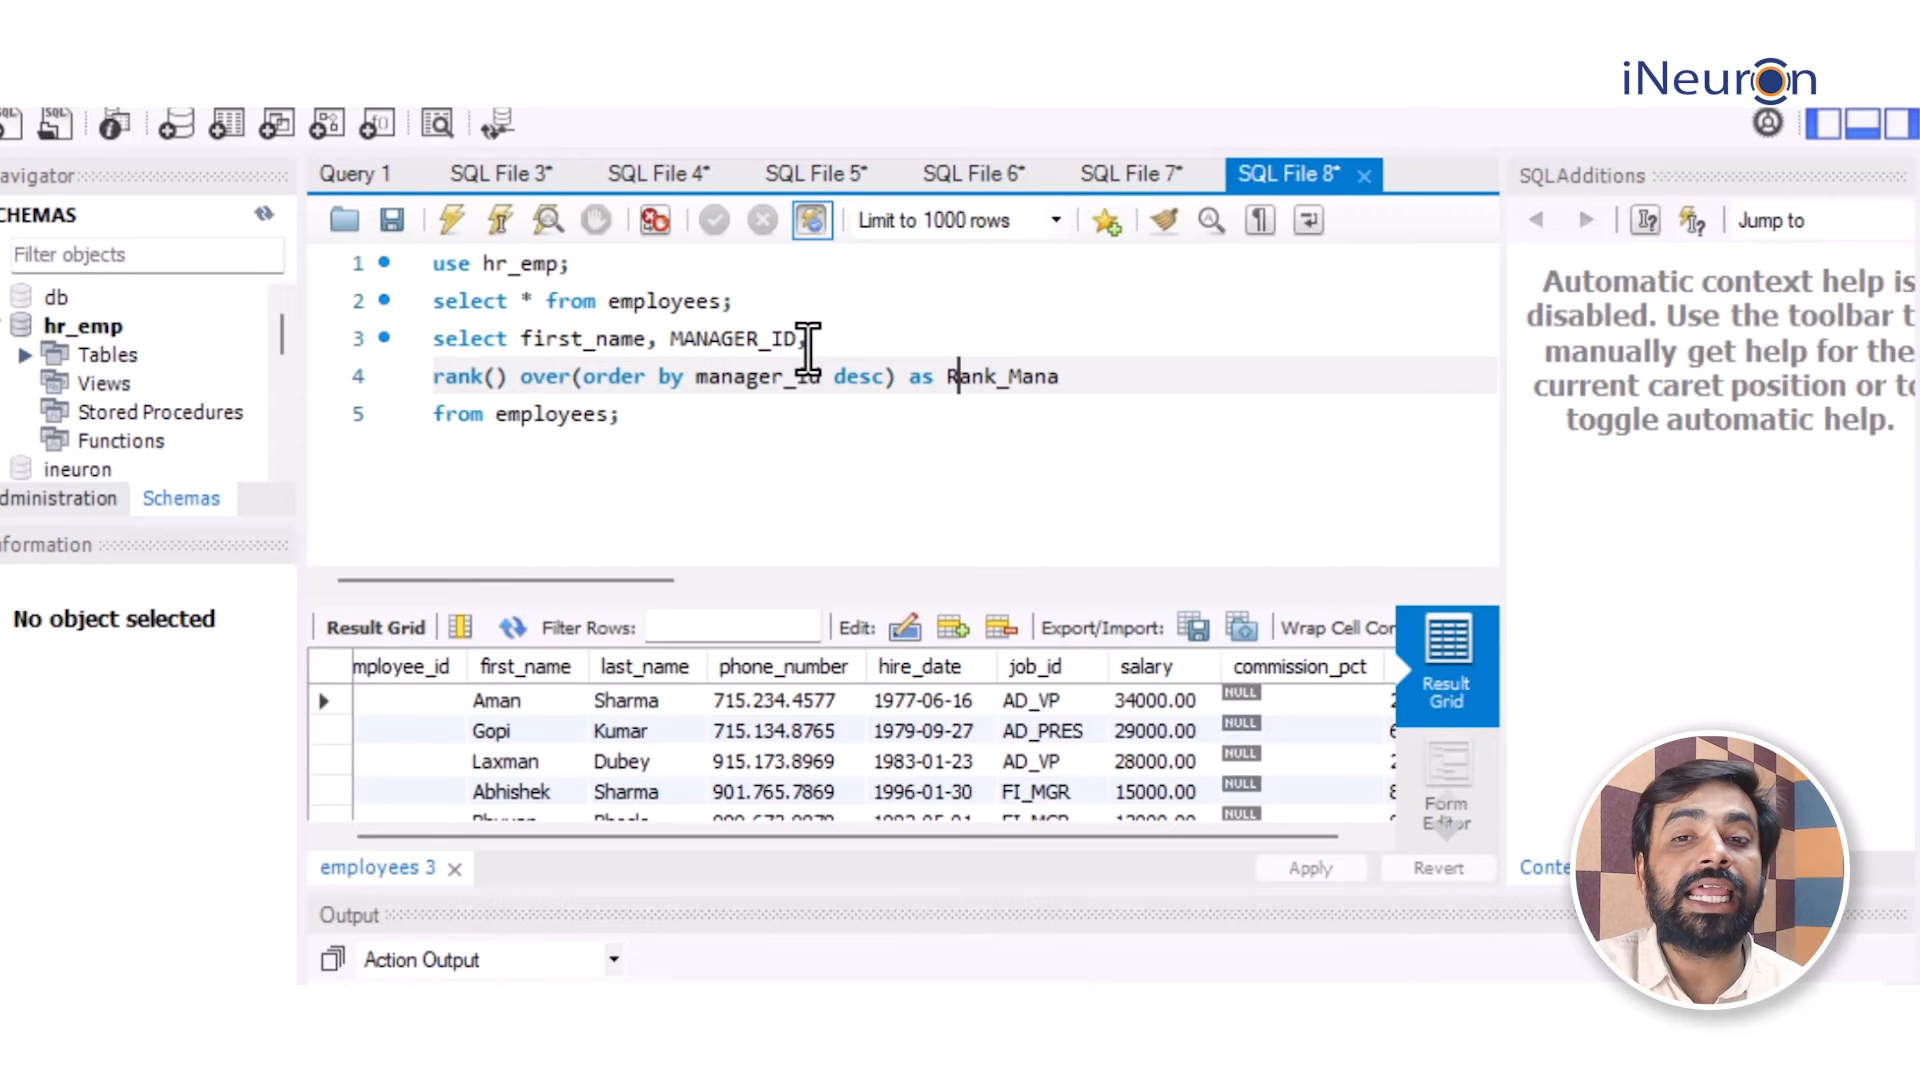 iNeuron
avigator
CHEMAS
Filter objects
db
hr_emp
Tables
Views
Stored Procedures
Functions
ineuron
dministration Schemas
nformation
No object selected
Query 1 SQL File 3* SQL File 4* SQL File 5* SQL File 6* SQL File 7* SQL File 8*
Limit to 1000 rows
1 use hr_emp;
2 select * from employees;
3 select first_name, MANAGER_ID,
4 rank() over(order by manager_id desc) as Rank_Mana
5 from employees;
SQLAdditions
Jump to
Automatic context help is
disabled. Use the toolbar t
manually get help for the
current caret position or to
toggle automatic help.
Result Grid Filter Rows: Edit: Export/Import: Wrap Cell Cor
mployee_id first_name last_name phone_number hire_date job_id salary commission_pct
Aman Sharma 715.234.4577 1977-06-16 AD_VP 34000.00 NULL 2
Gopi Kumar 715.134.8765 1979-09-27 AD_PRES 29000.00 NULL 6
Laxman Dubey 915.173.8969 1983-01-23 AD_VP 28000.00 NULL 2
Abhishek Sharma 901.765.7869 1996-01-30 FI_MGR 15000.00 NULL 8
NULL
Result
Grid
Form
Editor
employees 3 Apply Revert Conte
Output
Action Output